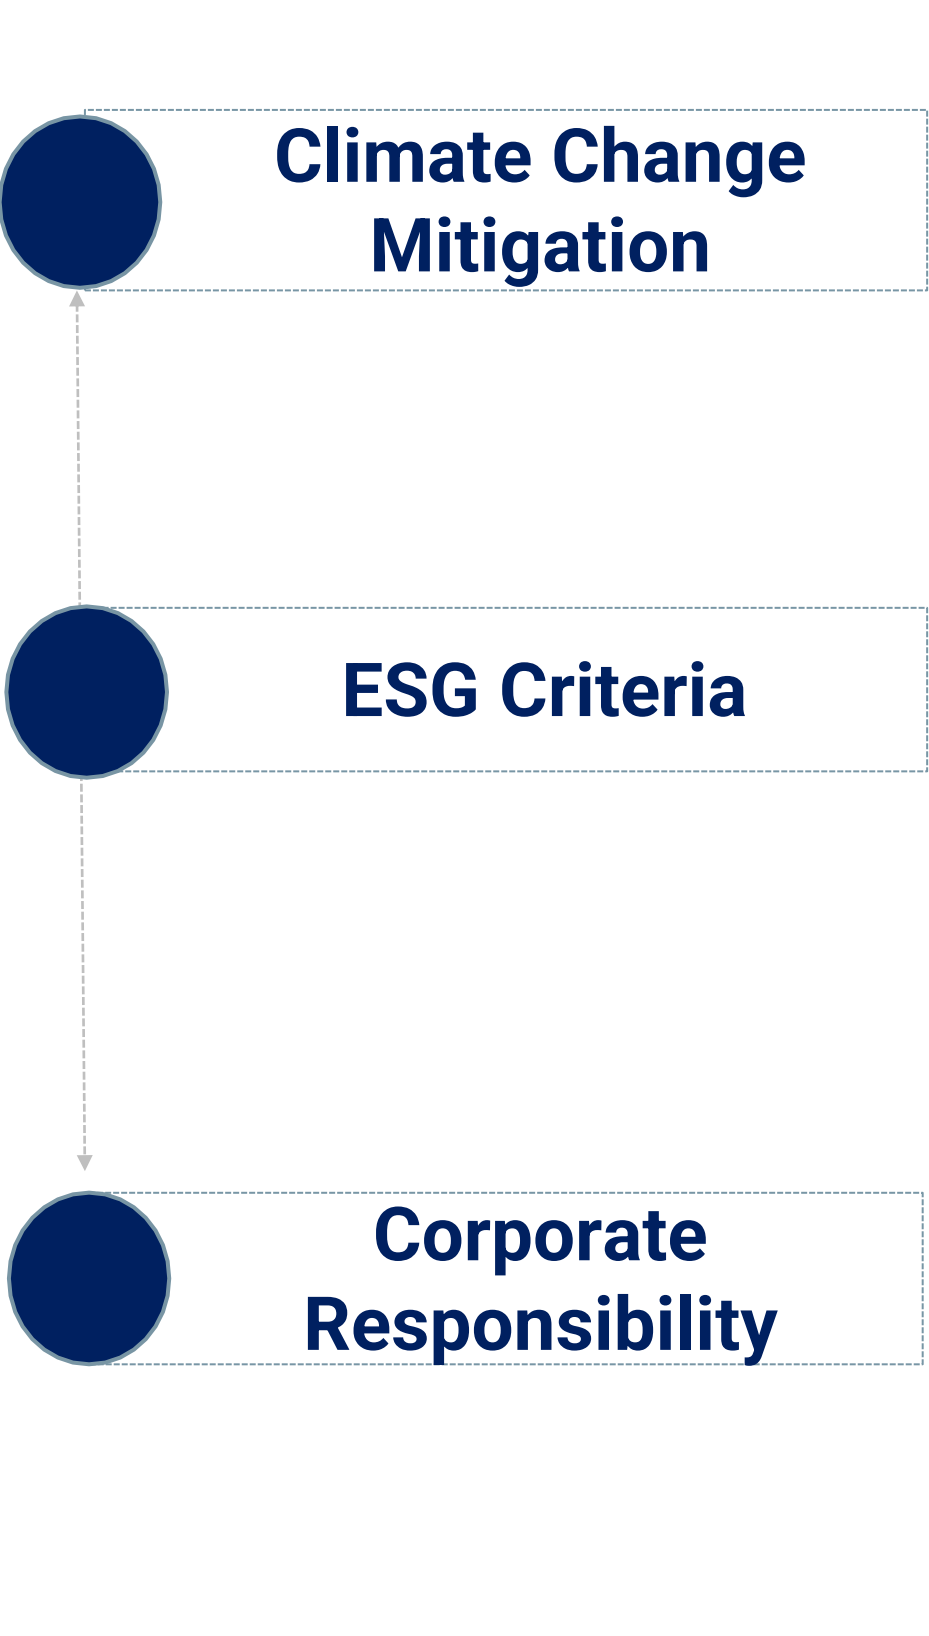 Climate Change
Mitigation
ESG Criteria
Corporate
Responsibility